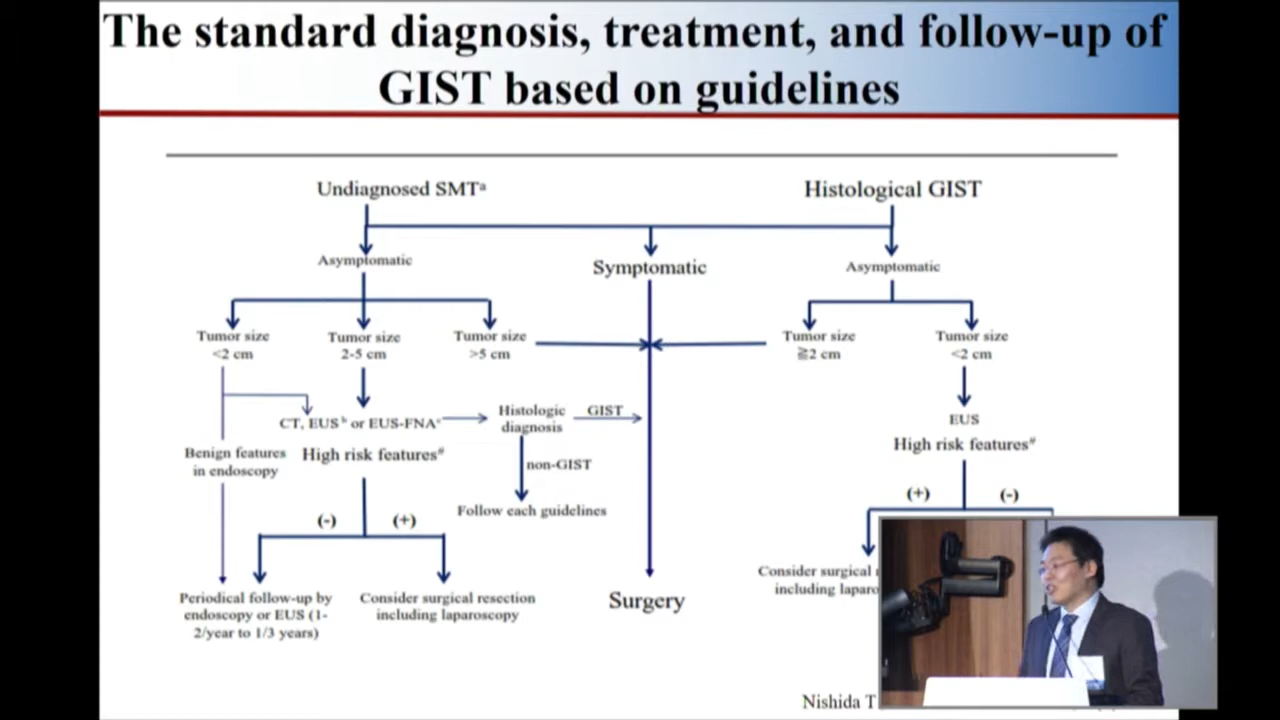 The standard diagnosis, treatment, and follow-up of
GIST based on guidelines
Undiagnosed SMTᵃ
Histological GIST
Asymptomatic
Symptomatic
Asymptomatic
Tumor size
<2 cm
Tumor size
2-5 cm
Tumor size
>5 cm
Tumor size
≧2 cm
Tumor size
<2 cm
CT, EUSᵇ or EUS-FNAᶜ
Histologic
diagnosis
GIST
EUS
High risk features#
Benign features
in endoscopy
High risk features#
non-GIST
Follow each guidelines
(-)
(+)
(+)
(-)
Periodical follow-up by
endoscopy or EUS (1-
2/year to 1/3 years)
Consider surgical resection
including laparoscopy
Surgery
Consider surgical
including
Nishida T